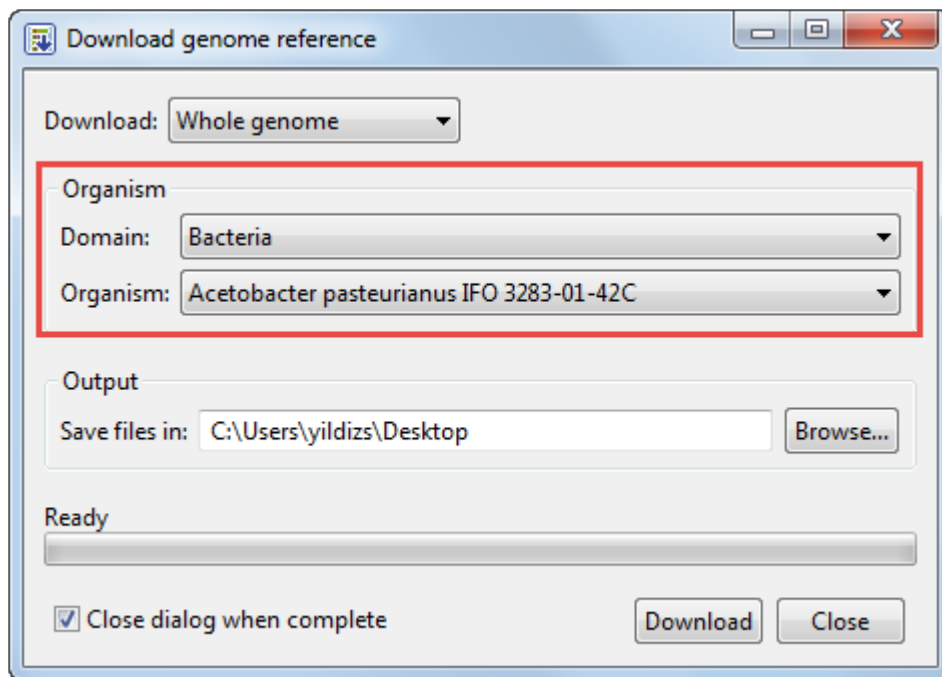 Download genome reference
Download: Whole genome
Organism
Domain: Bacteria
Organism: Acetobacter pasteurianus IFO 3283-01-42C
Output
Save files in: C:\Users\yildizs\Desktop Browse...
Ready
Close dialog when complete Download Close